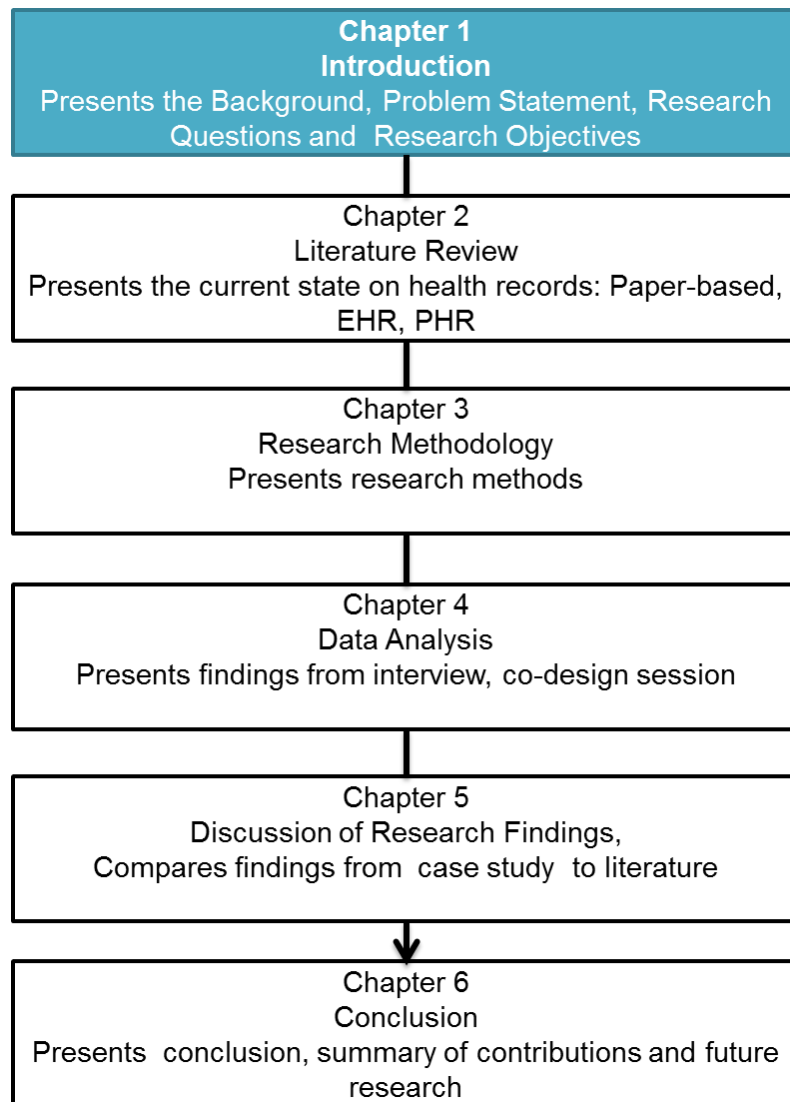 Chapter 1
Introduction
Presents the Background, Problem Statement, Research
Questions and Research Objectives
Chapter 2
Literature Review
Presents the current state on health records: Paper-based,
EHR, PHR
Chapter 3
Research Methodology
Presents research methods
Chapter 4
Data Analysis
Presents findings from interview, co-design session
Chapter 5
Discussion of Research Findings,
Compares findings from case study to literature
Chapter 6
Conclusion
Presents conclusion, summary of contributions and future
research